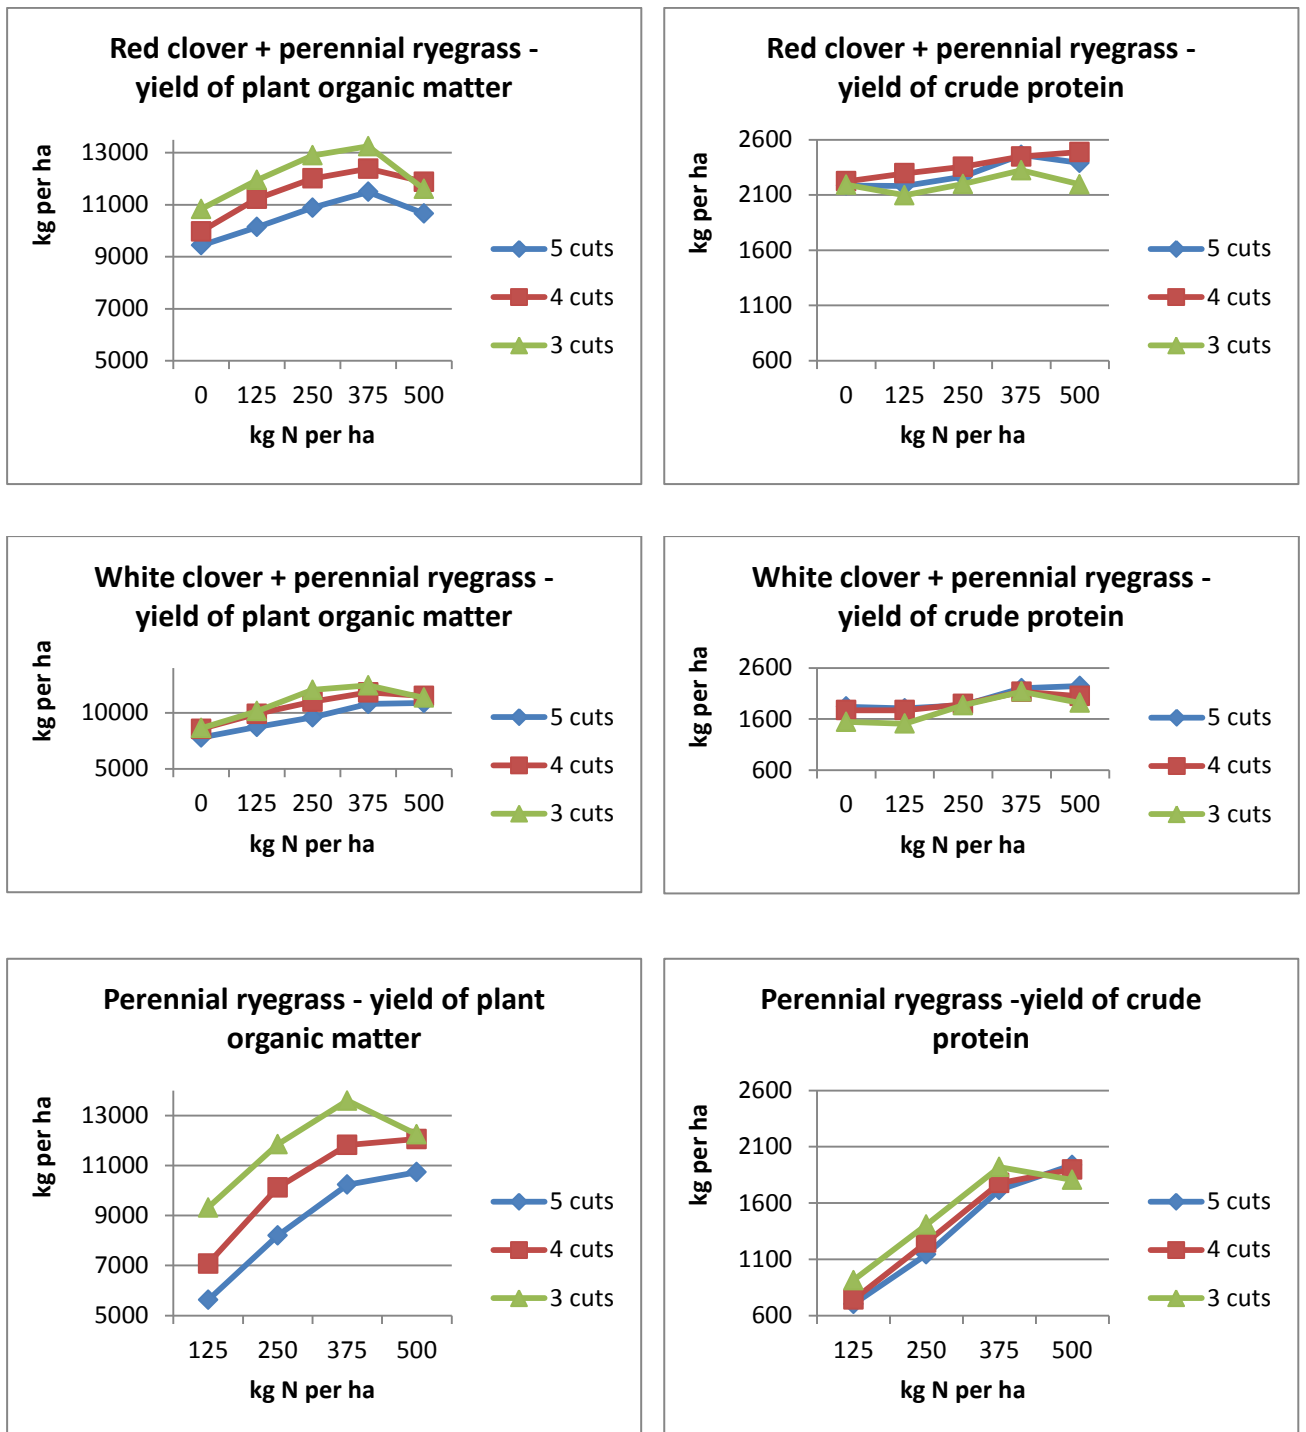 Red clover + perennial ryegrass -
yield of plant organic matter
kg per ha
13000
11000
9000
7000
5000
0 125 250 375 500
kg N per ha
5 cuts
4 cuts
3 cuts
Red clover + perennial ryegrass -
yield of crude protein
kg per ha
2600
2100
1600
1100
600
0 125 250 375 500
kg N per ha
5 cuts
4 cuts
3 cuts
White clover + perennial ryegrass -
yield of plant organic matter
kg per ha
10000
5000
0 125 250 375 500
kg N per ha
5 cuts
4 cuts
3 cuts
White clover + perennial ryegrass -
yield of crude protein
kg per ha
2600
1600
600
0 125 250 375 500
kg N per ha
5 cuts
4 cuts
3 cuts
Perennial ryegrass - yield of plant
organic matter
kg per ha
13000
11000
9000
7000
5000
125 250 375 500
kg N per ha
5 cuts
4 cuts
3 cuts
Perennial ryegrass -yield of crude
protein
kg per ha
2600
2100
1600
1100
600
125 250 375 500
kg N per ha
5 cuts
4 cuts
3 cuts